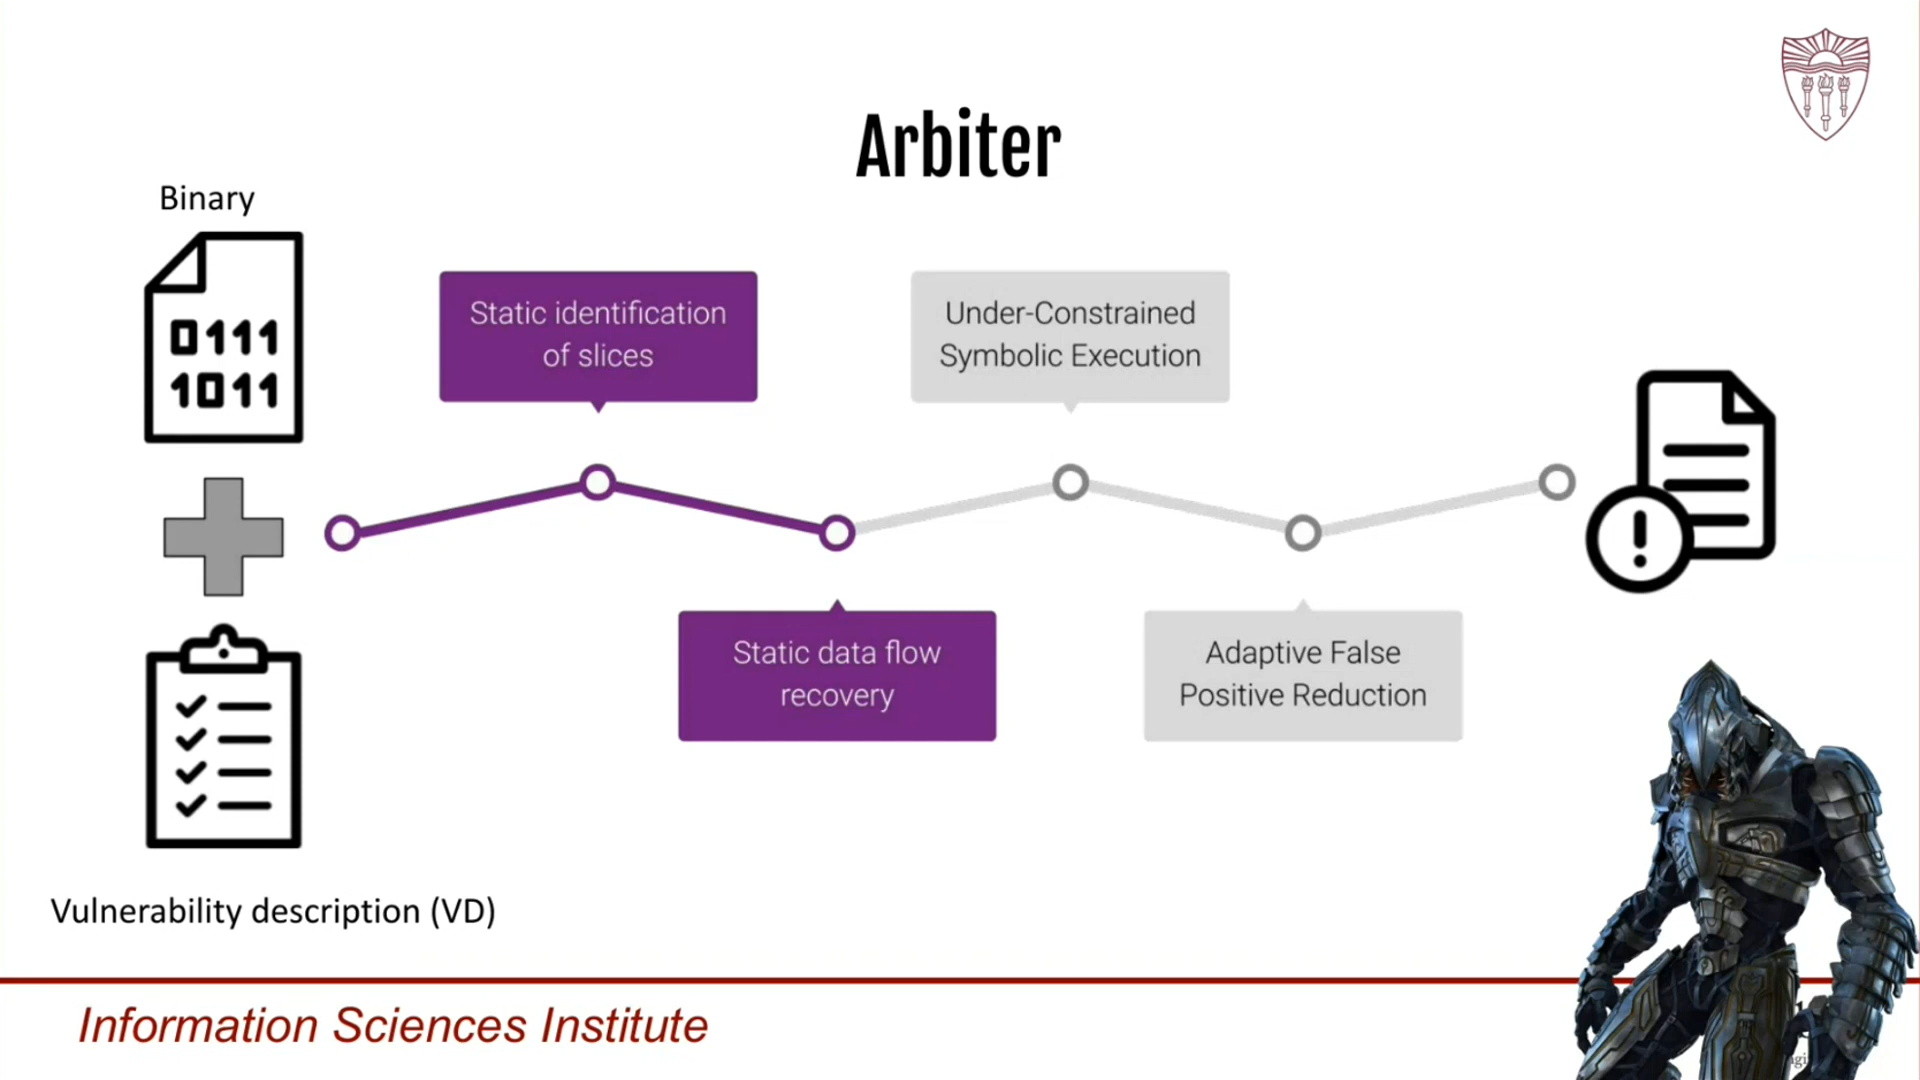 Arbiter
Binary
0111
1011
Static identification
of slices
Under-Constrained
Symbolic Execution
Static data flow
recovery
Adaptive False
Positive Reduction
Vulnerability description (VD)
Information Sciences Institute